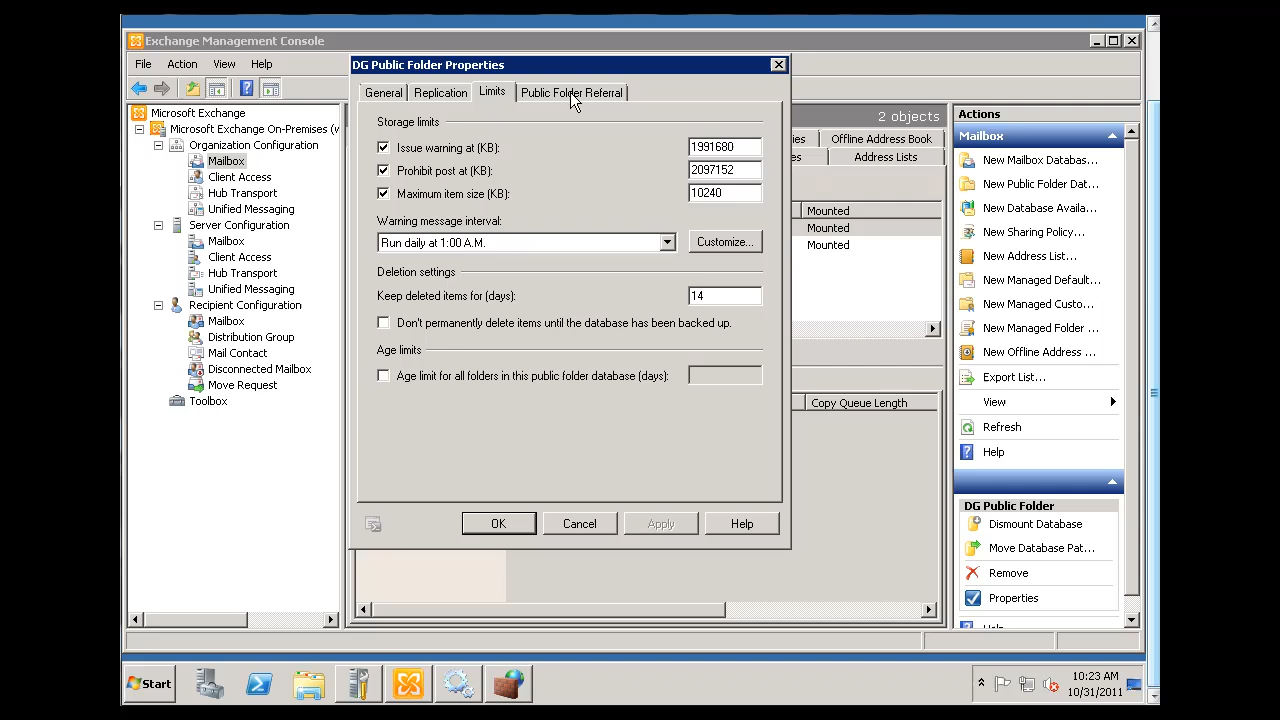 Exchange Management Console
File Action View Help
Microsoft Exchange
Microsoft Exchange On-Premises (w
Organization Configuration
Mailbox
Client Access
Hub Transport
Unified Messaging
Server Configuration
Mailbox
Client Access
Hub Transport
Unified Messaging
Recipient Configuration
Mailbox
Distribution Group
Mail Contact
Disconnected Mailbox
Move Request
Toolbox
DG Public Folder Properties
General Replication Limits Public Folder Referral
Storage limits
Issue warning at (KB): 1991680
Prohibit post at (KB): 2097152
Maximum item size (KB): 10240
Warning message interval:
Run daily at 1:00 A.M. Customize...
Deletion settings
Keep deleted items for (days): 14
Don't permanently delete items until the database has been backed up.
Age limits
Age limit for all folders in this public folder database (days):
OK Cancel Apply Help
2 objects
ies Offline Address Book
es Address Lists
Mounted
Mounted
Mounted
Copy Queue Length
Actions
Mailbox
New Mailbox Database...
New Public Folder Dat...
New Database Availa...
New Sharing Policy...
New Address List...
New Managed Default...
New Managed Custo...
New Managed Folder ...
New Offline Address ...
Export List...
View
Refresh
Help
DG Public Folder
Dismount Database
Move Database Pat...
Remove
Properties
Help
Start
10:23 AM
10/31/2011